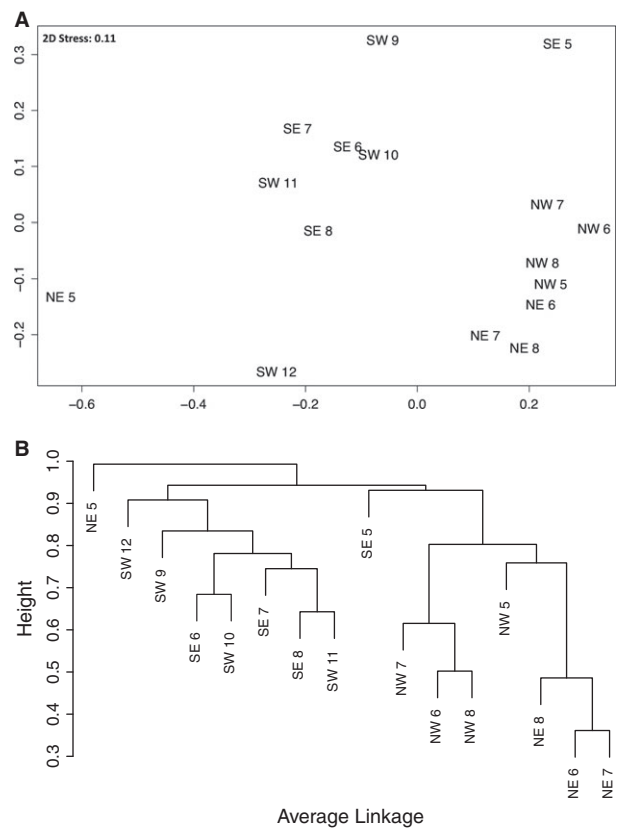 A
2D Stress: 0.11
SW 9
SE 5
SE 7
SE 6
SW 10
SW 11
SE 8
NW 7
NW 6
NW 8
NW 5
NE 6
NE 5
NE 7
NE 8
SW 12
0.3
0.2
0.1
0.0
−0.1
−0.2
−0.6 −0.4 −0.2 0.0 0.2
B
Height
1.0
0.9
0.8
0.7
0.6
0.5
0.4
0.3
NE 5
SW 12
SW 9
SE 6
SW 10
SE 7
SE 8
SW 11
SE 5
NW 7
NW 6
NW 8
NW 5
NE 8
NE 6
NE 7
Average Linkage